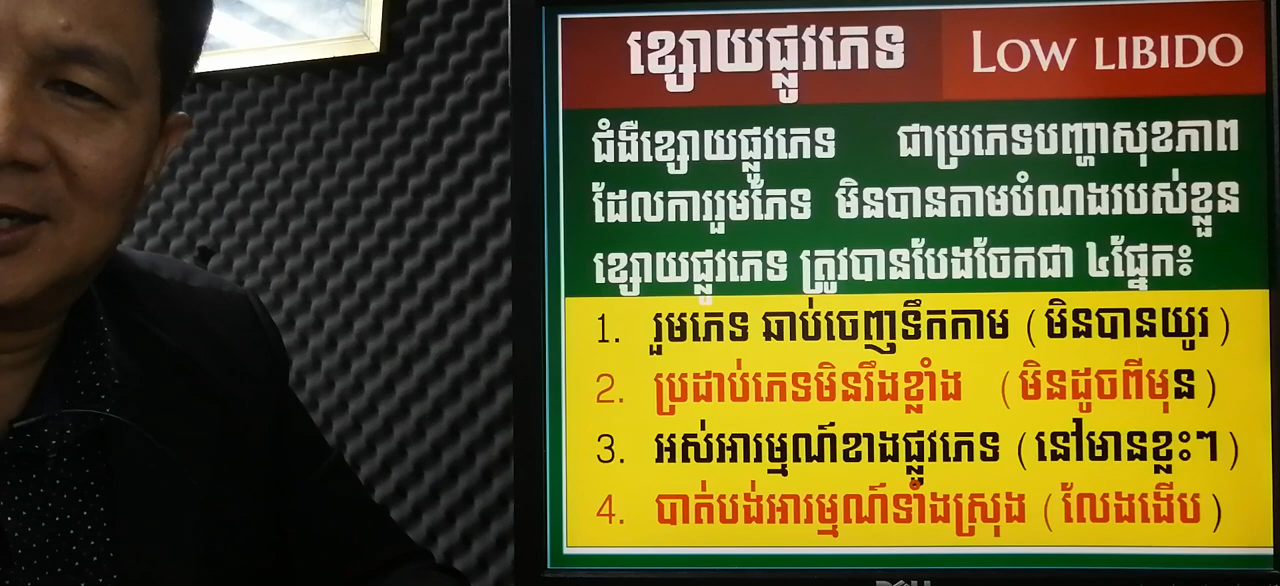 ខ្សោយផ្លូវភេទ LOW LIBIDO
ជំងឺខ្សោយផ្លូវភេទ ជាប្រភេទបញ្ហាសុខភាព
ដែលការរួមភែទ មិនបានតាមបំណងរបស់ខ្លួន
ខ្សោយផ្លូវភេទ ត្រូវបានបែងចែកជា ៤ផ្នែក៖
1. រួមភេទ ឆាប់ចេញទឹកកាម (មិនបានយូរ)
2. ប្រដាប់ភេទមិនរឹងខ្លាំង (មិនដូចពីមុន)
3. អស់អារម្មណ៍ខាងផ្លូវភេទ (នៅមានខ្លះៗ)
4. បាត់បង់អារម្មណ៍ទាំងស្រុង (លែងងើប)
DELL